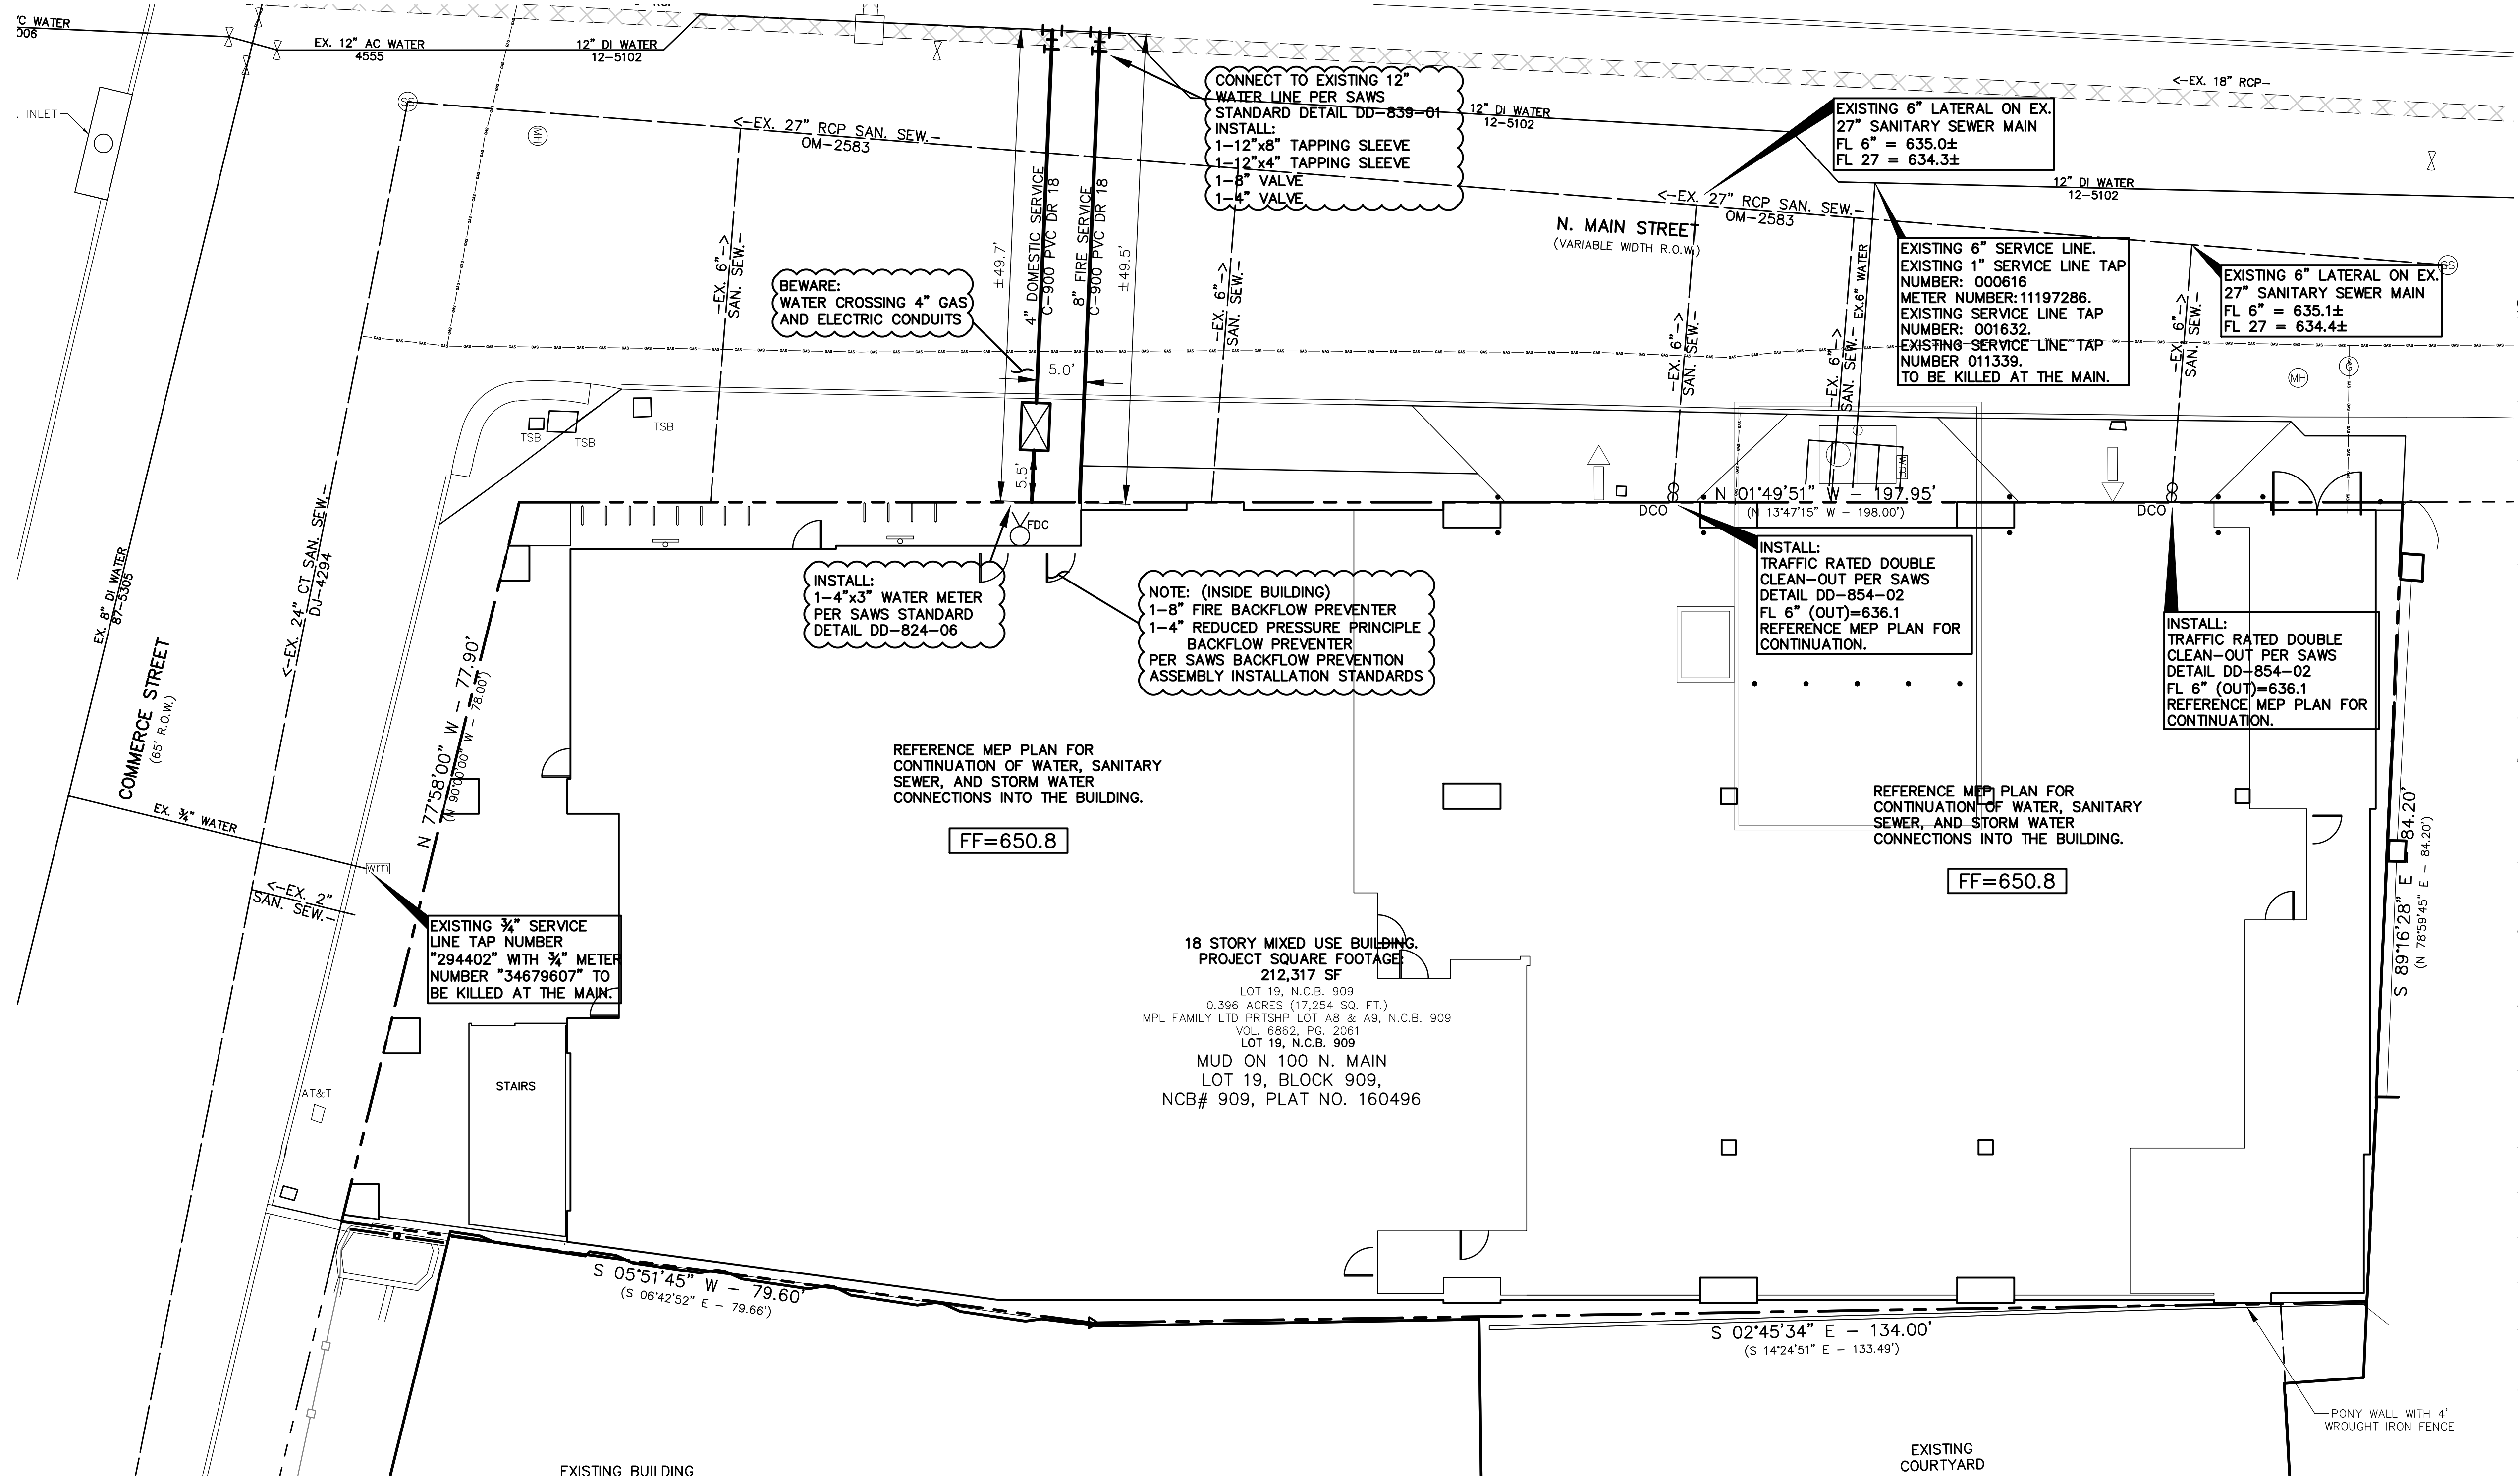 'C WATER
006
EX. 12" AC WATER
4555
12" DI WATER
12-5102
. INLET
SS
MH
<-EX. 27" RCP SAN. SEW.-
OM-2583
CONNECT TO EXISTING 12"
WATER LINE PER SAWS
STANDARD DETAIL DD-839-01
INSTALL:
1-12"x8" TAPPING SLEEVE
1-12"x4" TAPPING SLEEVE
1-8" VALVE
1-4" VALVE
12" DI WATER
12-5102
<-EX. 18" RCP-
EXISTING 6" LATERAL ON EX.
27" SANITARY SEWER MAIN
FL 6" = 635.0±
FL 27 = 634.3±
12" DI WATER
12-5102
<-EX. 27" RCP SAN. SEW.-
OM-2583
N. MAIN STREET
(VARIABLE WIDTH R.O.W.)
EXISTING 6" SERVICE LINE.
EXISTING 1" SERVICE LINE TAP
NUMBER: 000616
METER NUMBER:11197286.
EXISTING SERVICE LINE TAP
NUMBER: 001632.
EXISTING SERVICE LINE TAP
NUMBER 011339.
TO BE KILLED AT THE MAIN.
EXISTING 6" LATERAL ON EX.
27" SANITARY SEWER MAIN
FL 6" = 635.1±
FL 27 = 634.4±
SS
-EX. 6"->
SAN. SEW.-
BEWARE:
WATER CROSSING 4" GAS
AND ELECTRIC CONDUITS
±49.7'
4" DOMESTIC SERVICE
C-900 PVC DR 18
8" FIRE SERVICE
C-900 PVC DR 18
±49.5'
5.0'
5.5'
-EX. 6"->
SAN. SEW.-
-EX. 6"->
SAN. SEW.-
-EX. 6"->
SAN. SEW.-
EX.6" WATER
-EX. 6"->
SAN. SEW.-
MH
GAS
TSB
TSB
TSB
FDC
DCO
N 01°49'51" W - 197.95'
(N 13°47'15" W - 198.00')
DCO
INSTALL:
1-4"x3" WATER METER
PER SAWS STANDARD
DETAIL DD-824-06
NOTE: (INSIDE BUILDING)
1-8" FIRE BACKFLOW PREVENTER
1-4" REDUCED PRESSURE PRINCIPLE
BACKFLOW PREVENTER
PER SAWS BACKFLOW PREVENTION
ASSEMBLY INSTALLATION STANDARDS
INSTALL:
TRAFFIC RATED DOUBLE
CLEAN-OUT PER SAWS
DETAIL DD-854-02
FL 6" (OUT)=636.1
REFERENCE MEP PLAN FOR
CONTINUATION.
INSTALL:
TRAFFIC RATED DOUBLE
CLEAN-OUT PER SAWS
DETAIL DD-854-02
FL 6" (OUT)=636.1
REFERENCE MEP PLAN FOR
CONTINUATION.
EX. 8" DI WATER
87-5305
<-EX. 24" CT SAN. SEW.-
DJ-4294
COMMERCE STREET
(65' R.O.W.)
N 77°58'00" W - 77.90'
(N 90°00'00" W - 78.00')
EX. ¾" WATER
wm
<-EX. 2"
SAN. SEW.-
EXISTING ¾" SERVICE
LINE TAP NUMBER
"294402" WITH ¾" METER
NUMBER "34679607" TO
BE KILLED AT THE MAIN.
REFERENCE MEP PLAN FOR
CONTINUATION OF WATER, SANITARY
SEWER, AND STORM WATER
CONNECTIONS INTO THE BUILDING.
FF=650.8
REFERENCE MEP PLAN FOR
CONTINUATION OF WATER, SANITARY
SEWER, AND STORM WATER
CONNECTIONS INTO THE BUILDING.
FF=650.8
S 89°16'28" E - 84.20'
(N 78°59'45" E - 84.20')
18 STORY MIXED USE BUILDING.
PROJECT SQUARE FOOTAGE:
212,317 SF
LOT 19, N.C.B. 909
0.396 ACRES (17,254 SQ. FT.)
MPL FAMILY LTD PRTSHP LOT A8 & A9, N.C.B. 909
VOL. 6862, PG. 2061
LOT 19, N.C.B. 909
MUD ON 100 N. MAIN
LOT 19, BLOCK 909,
NCB# 909, PLAT NO. 160496
STAIRS
AT&T
S 05°51'45" W - 79.60'
(S 06°42'52" E - 79.66')
S 02°45'34" E - 134.00'
(S 14°24'51" E - 133.49')
PONY WALL WITH 4'
WROUGHT IRON FENCE
EXISTING BUILDING
EXISTING
COURTYARD